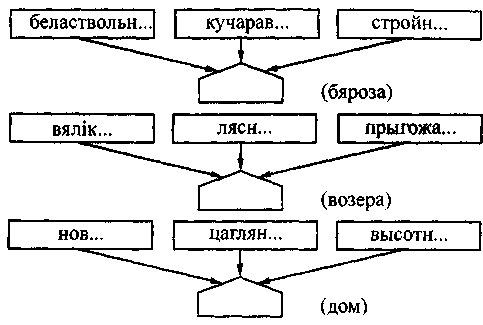 беластвольн... кучарав... стройн...
(бяроза)
вялік... лясн... прыгожа...
(возера)
нов... цаглян... высотн...
(дом)